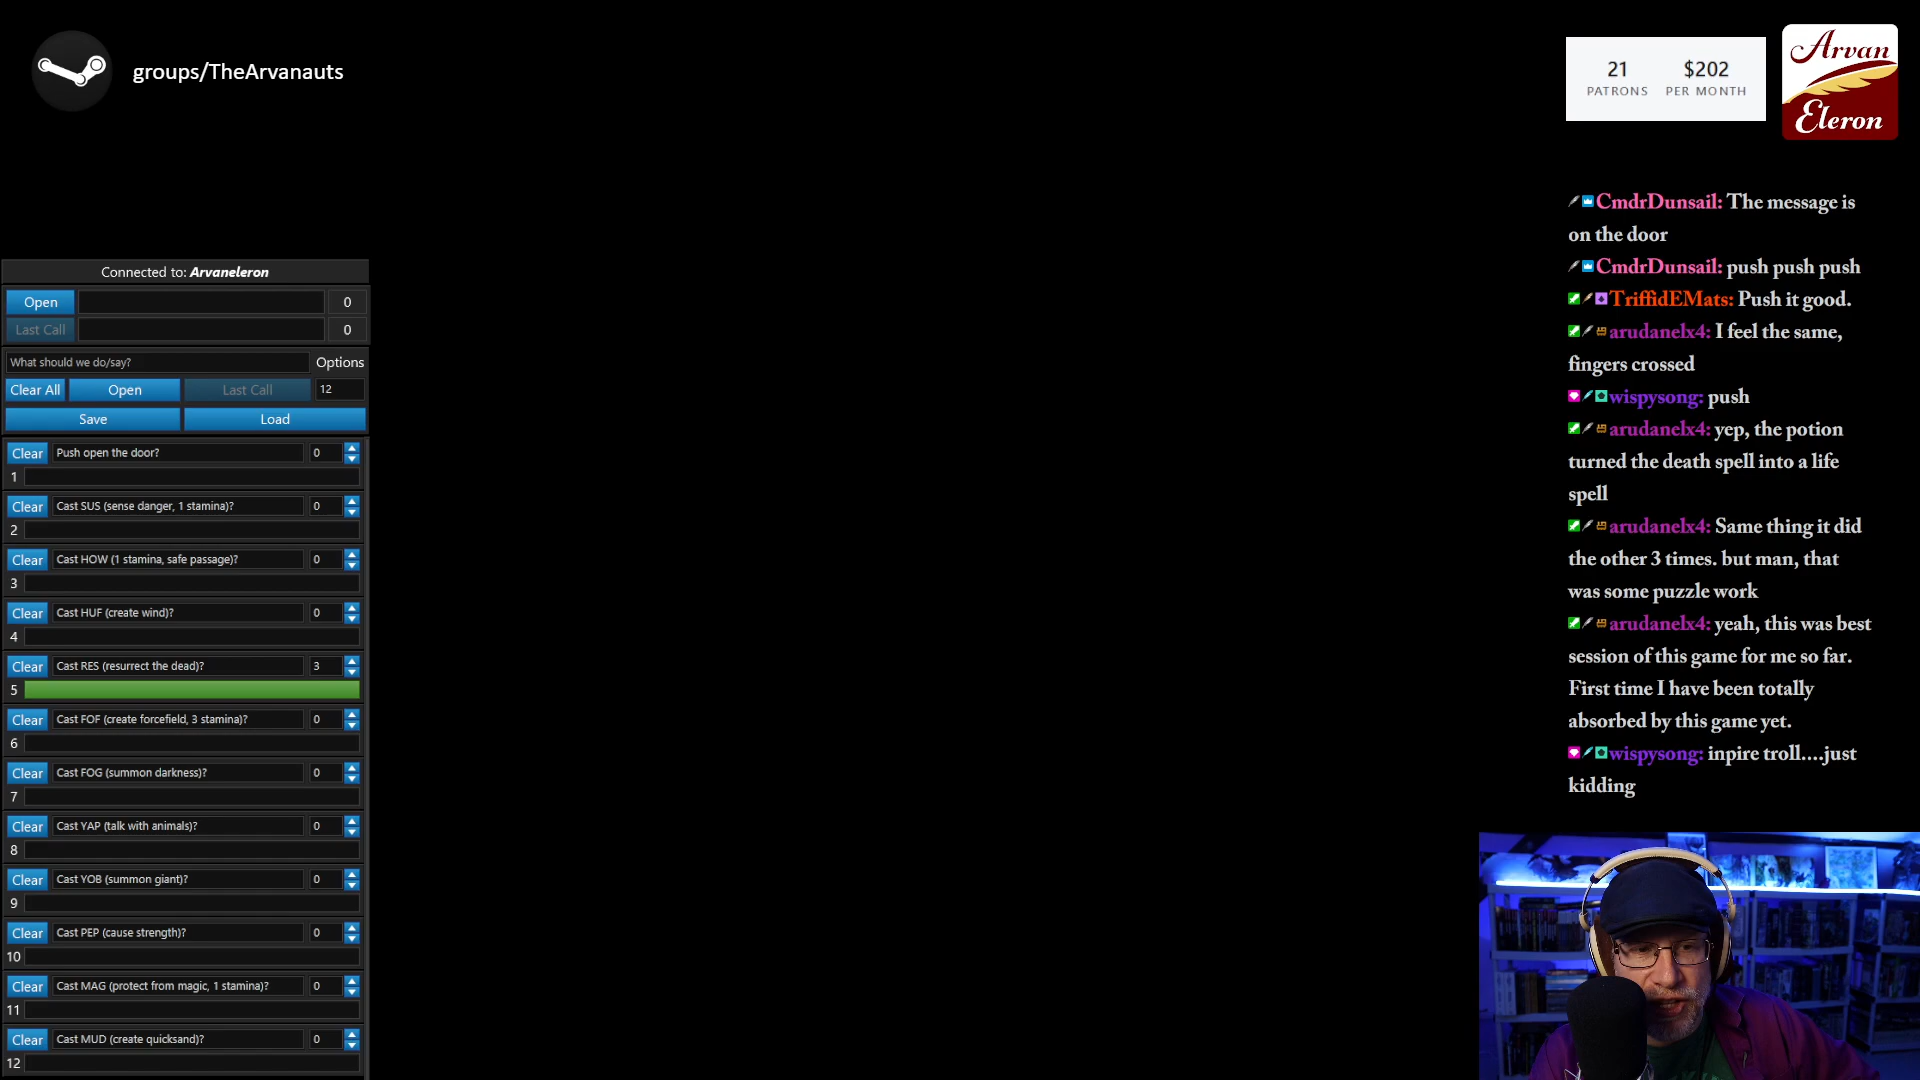 groups/TheArvanauts
21
PATRONS
$202
PER MONTH
Arvan
Eleron
Connected to: Arvaneleron
Open
0
Last Call
0
What should we do/say?
Options
Clear All
Open
Last Call
12
Save
Load
Clear
Push open the door?
0
1
Clear
Cast SUS (sense danger, 1 stamina)?
0
2
Clear
Cast HOW (1 stamina, safe passage)?
0
3
Clear
Cast HUF (create wind)?
0
4
Clear
Cast RES (resurrect the dead)?
3
5
Clear
Cast FOF (create forcefield, 3 stamina)?
0
6
Clear
Cast FOG (summon darkness)?
0
7
Clear
Cast YAP (talk with animals)?
0
8
Clear
Cast YOB (summon giant)?
0
9
Clear
Cast PEP (cause strength)?
0
10
Clear
Cast MAG (protect from magic, 1 stamina)?
0
11
Clear
Cast MUD (create quicksand)?
0
12
CmdrDunsail: The message is
on the door
CmdrDunsail: push push push
TriffidEMats: Push it good.
arudanelx4: I feel the same,
fingers crossed
wispysong: push
arudanelx4: yep, the potion
turned the death spell into a life
spell
arudanelx4: Same thing it did
the other 3 times. but man, that
was some puzzle work
arudanelx4: yeah, this was best
session of this game for me so far.
First time I have been totally
absorbed by this game yet.
wispysong: inpire troll....just
kidding